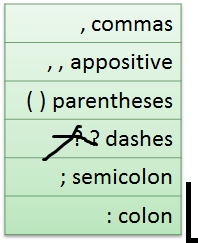 , commas
, , appositive
( ) parentheses
? ? dashes
; semicolon
: colon